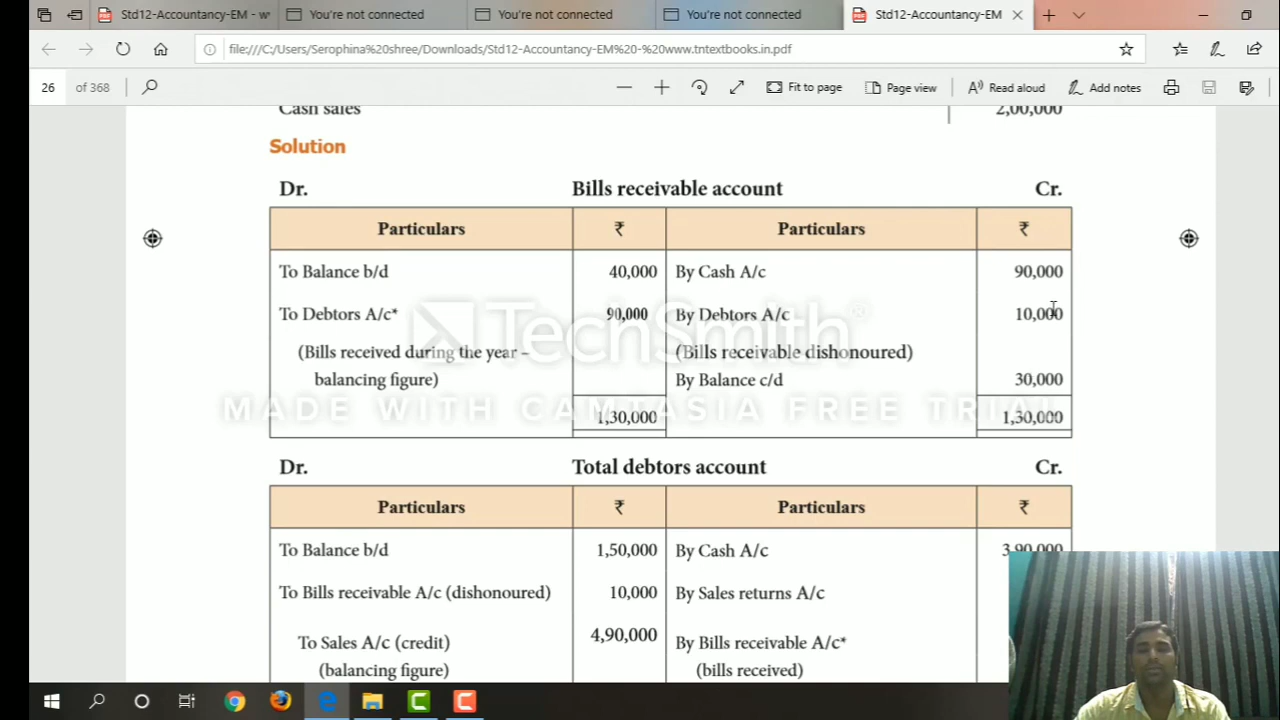 Std12-Accountancy-EM - w
You're not connected
You're not connected
You're not connected
Std12-Accountancy-EM
file:///C:/Users/Serophina%20shree/Downloads/Std12-Accountancy-EM%20-%20www.tntextbooks.in.pdf
26 of 368
Fit to page
Page view
Read aloud
Add notes
Cash sales 2,00,000
Solution
Dr. Bills receivable account Cr.
Particulars ₹ Particulars ₹
To Balance b/d 40,000 By Cash A/c 90,000
To Debtors A/c* 90,000 By Debtors A/c 10,000
(Bills received during the year – (Bills receivable dishonoured)
balancing figure) By Balance c/d 30,000
1,30,000 1,30,000
TechSmith®
MADE WITH CAMTASIA FREE TRIAL
Dr. Total debtors account Cr.
Particulars ₹ Particulars ₹
To Balance b/d 1,50,000 By Cash A/c 3,90,000
To Bills receivable A/c (dishonoured) 10,000 By Sales returns A/c
To Sales A/c (credit) 4,90,000 By Bills receivable A/c*
(balancing figure) (bills received)